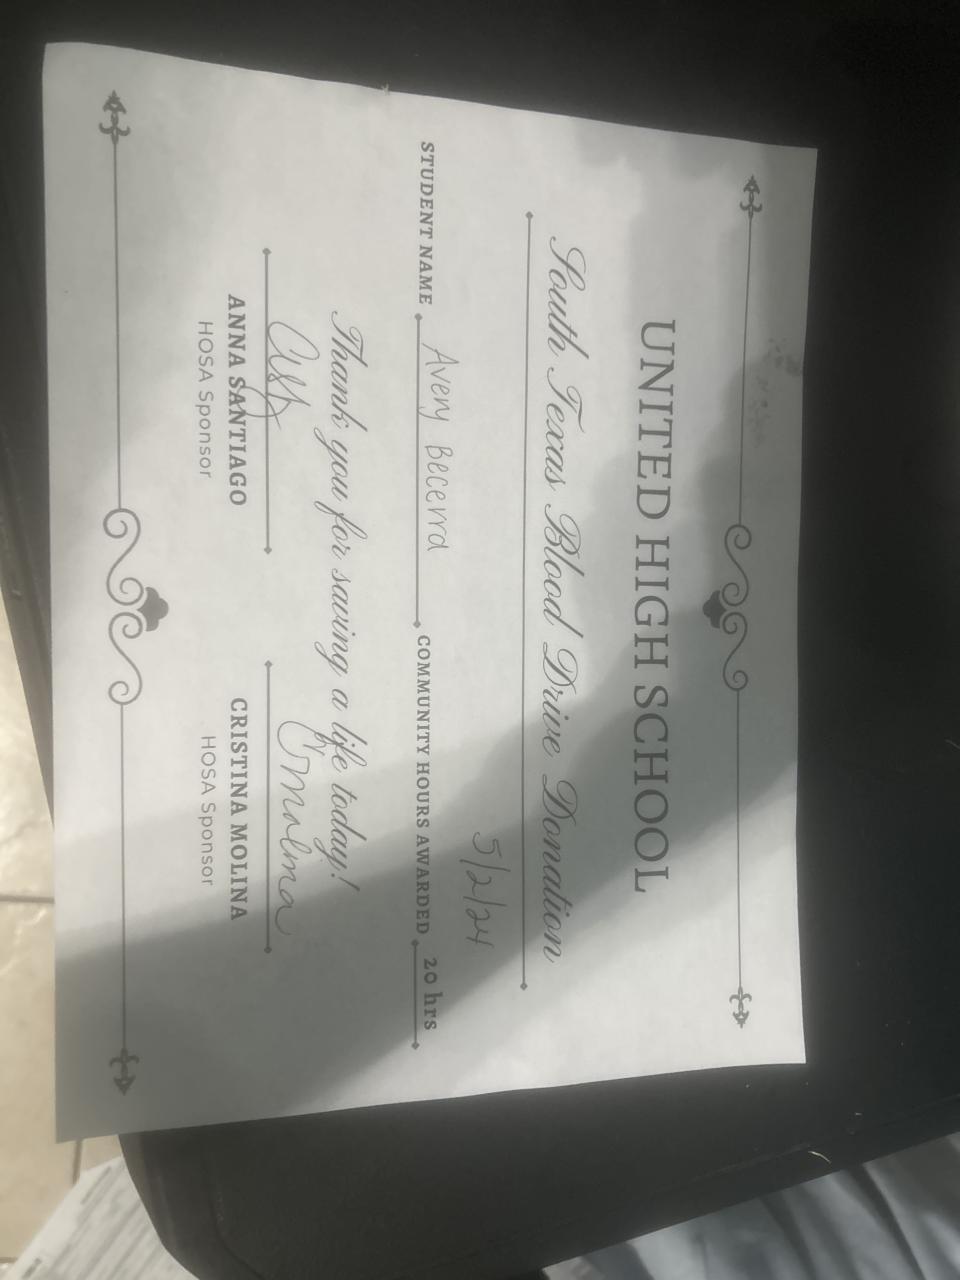 UNITED HIGH SCHOOL
South Texas Blood Drive Donation
5/2/24
STUDENT NAME Avery Becerra COMMUNITY HOURS AWARDED 20 hrs
Thank you for saving a life today!
CMolina
ANNA SANTIAGO CRISTINA MOLINA
HOSA Sponsor HOSA Sponsor